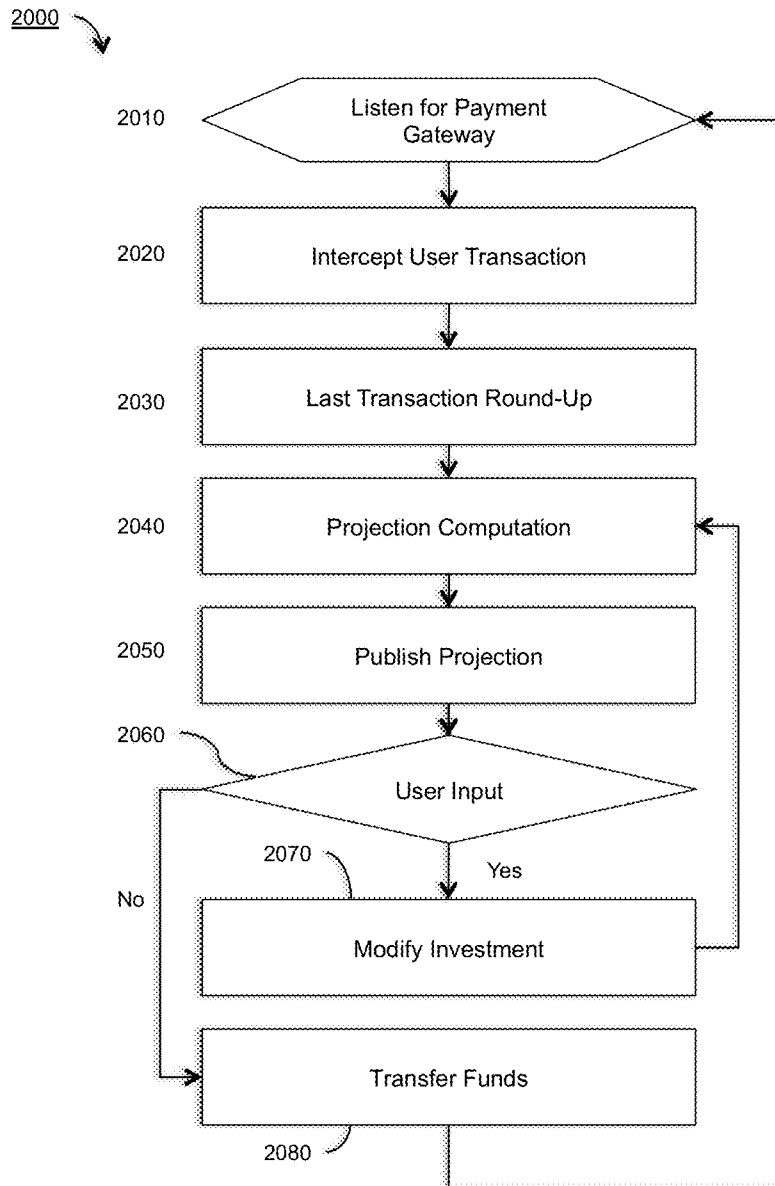 2000
2010
Listen for Payment
Gateway
2020
Intercept User Transaction
2030
Last Transaction Round-Up
2040
Projection Computation
2050
Publish Projection
2060
User Input
2070
Yes
No
Modify Investment
Transfer Funds
2080